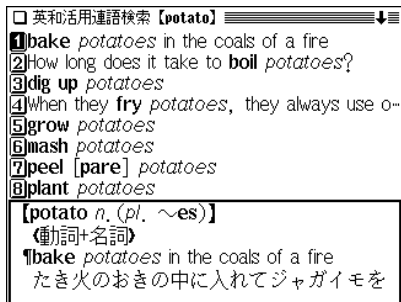 英和活用連語検索【potato】
1bake potatoes in the coals of a fire
2How long does it take to boil potatoes?
3dig up potatoes
4When they fry potatoes, they always use o…
5grow potatoes
6mash potatoes
7peel [pare] potatoes
8plant potatoes
【potato n. (pl. ～es)】
《動詞+名詞》
¶bake potatoes in the coals of a fire
たき火のおきの中に入れてジャガイモを